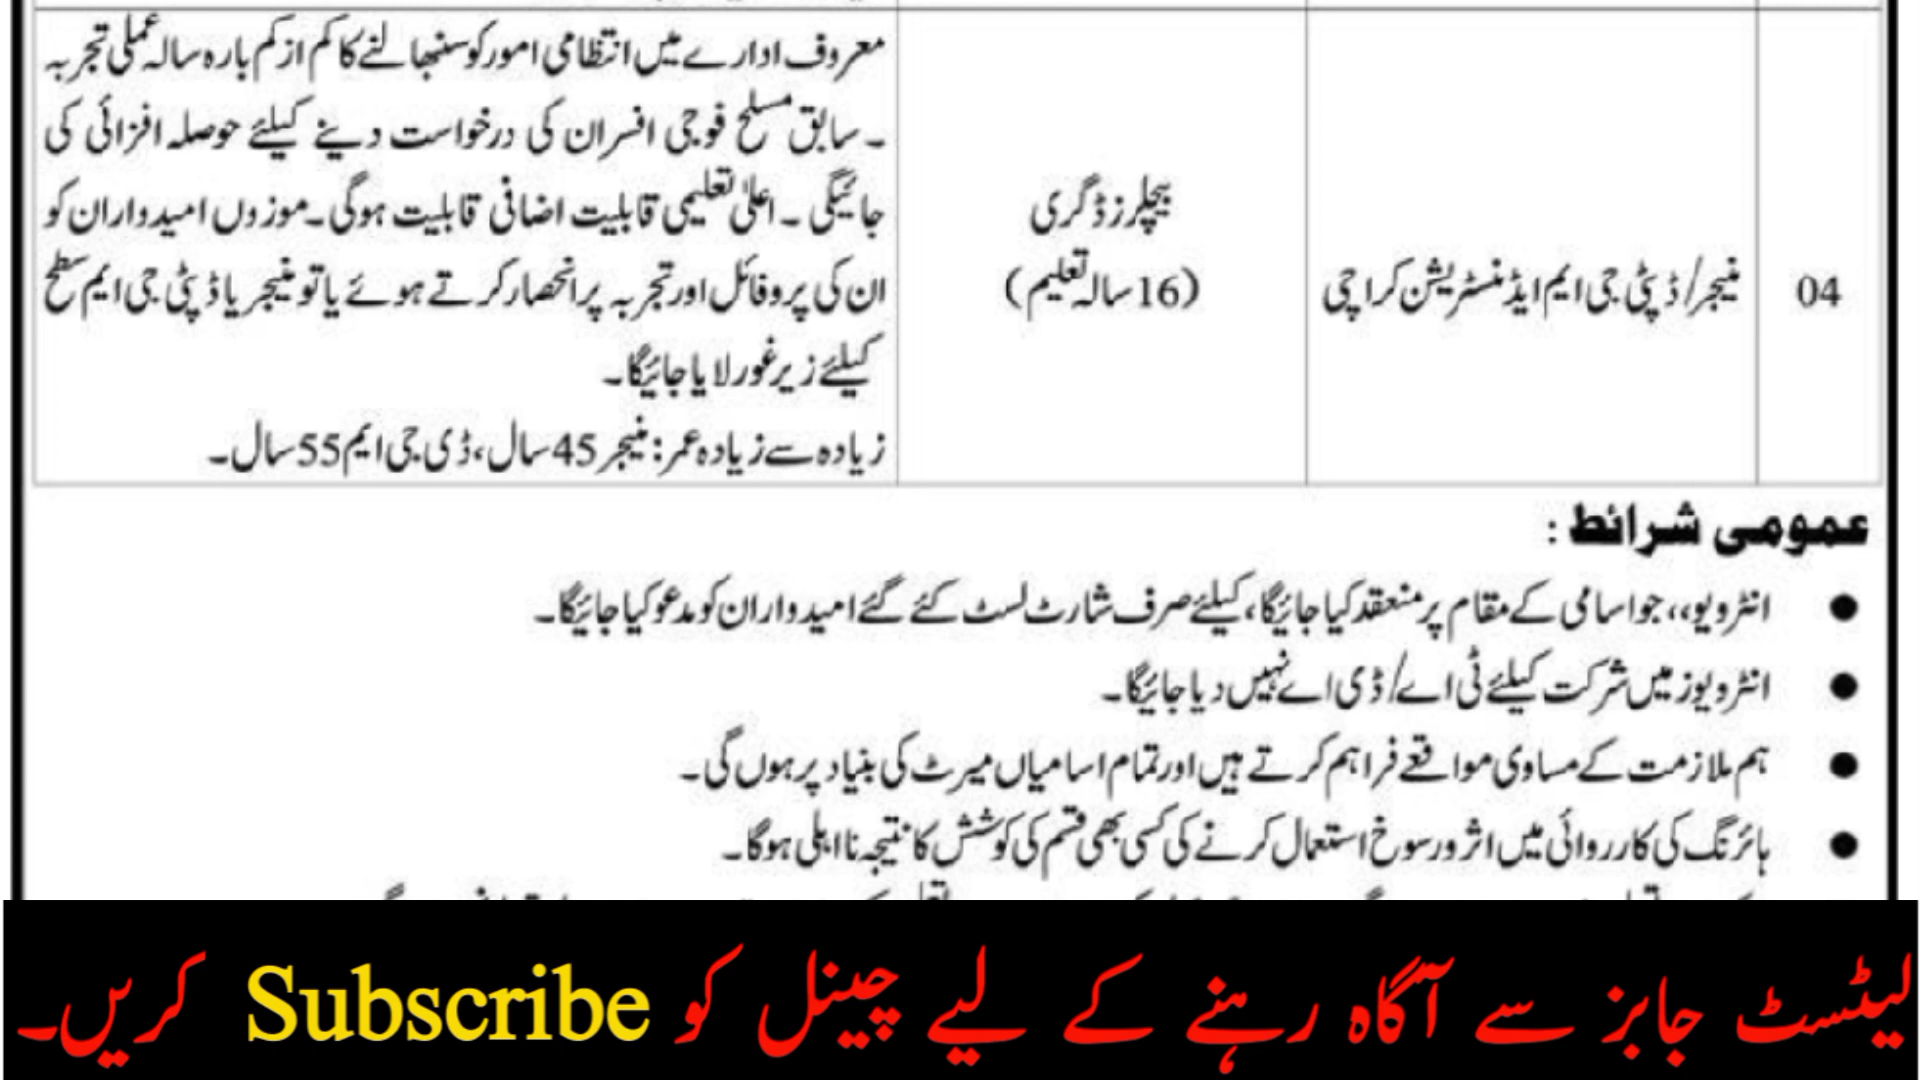 04
منیجر/ڈپٹی جی ایم ایڈمنسٹریشن کراچی
بیچلرز ڈگری
(16 سالہ تعلیم)
معروف ادارے میں انتظامی امور کو سنبھالنے کا کم از کم بارہ سالہ عملی تجربہ
۔ سابق مسلح فوجی افسران کی درخواست دینے کیلئے حوصلہ افزائی کی
جائیگی ۔ اعلیٰ تعلیمی قابلیت اضافی قابلیت ہوگی۔ موزوں امیدواران کو
ان کی پروفائل اور تجربہ پر انحصار کرتے ہوئے یا تو منیجر یا ڈپٹی جی ایم سطح
کیلئے زیر غور لایا جائیگا۔
زیادہ سے زیادہ عمر: منیجر 45 سال، ڈی جی ایم 55 سال۔
عمومی شرائط :
● انٹرویو،، جو اسامی کے مقام پر منعقد کیا جائیگا، کیلئے صرف شارٹ لسٹ کئے گئے امیدواران کو مدعو کیا جائیگا۔
● انٹرویوز میں شرکت کیلئے ٹی اے/ ڈی اے نہیں دیا جائیگا۔
● ہم ملازمت کے مساوی مواقعے فراہم کرتے ہیں اور تمام اسامیاں میرٹ کی بنیاد پر ہوں گی۔
● ہائرنگ کی کارروائی میں اثر و رسوخ استعمال کرنے کی کسی بھی قسم کی کوشش کا نتیجہ نااہلی ہوگا۔
لیٹسٹ جابز سے آگاہ رہنے کے لیے چینل کو Subscribe کریں۔